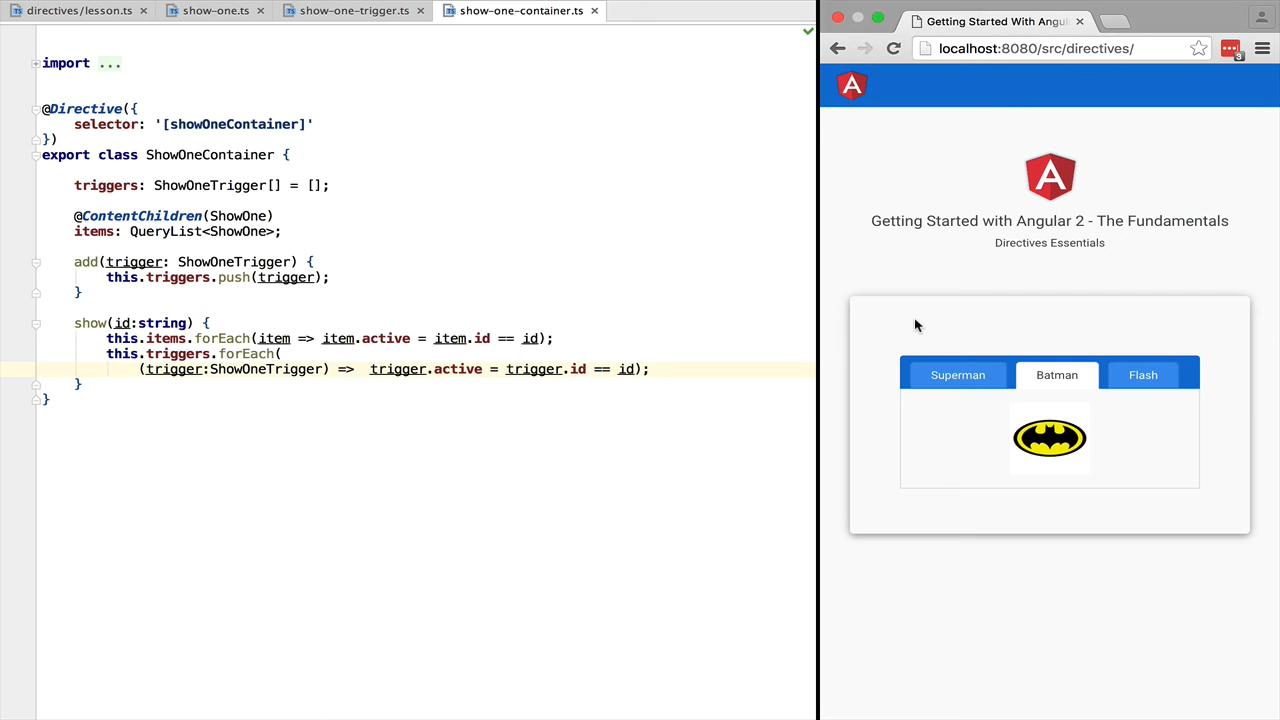 directives/lesson.ts
show-one.ts
show-one-trigger.ts
show-one-container.ts
import ...
@Directive({
selector: '[showOneContainer]'
})
export class ShowOneContainer {
triggers: ShowOneTrigger[] = [];
@ContentChildren(ShowOne)
items: QueryList<ShowOne>;
add(trigger: ShowOneTrigger) {
this.triggers.push(trigger);
}
show(id:string) {
this.items.forEach(item => item.active = item.id == id);
this.triggers.forEach(
(trigger:ShowOneTrigger) => trigger.active = trigger.id == id);
}
}
Getting Started With Angul
localhost:8080/src/directives/
3
A
A
Getting Started with Angular 2 - The Fundamentals
Directives Essentials
Superman
Batman
Flash